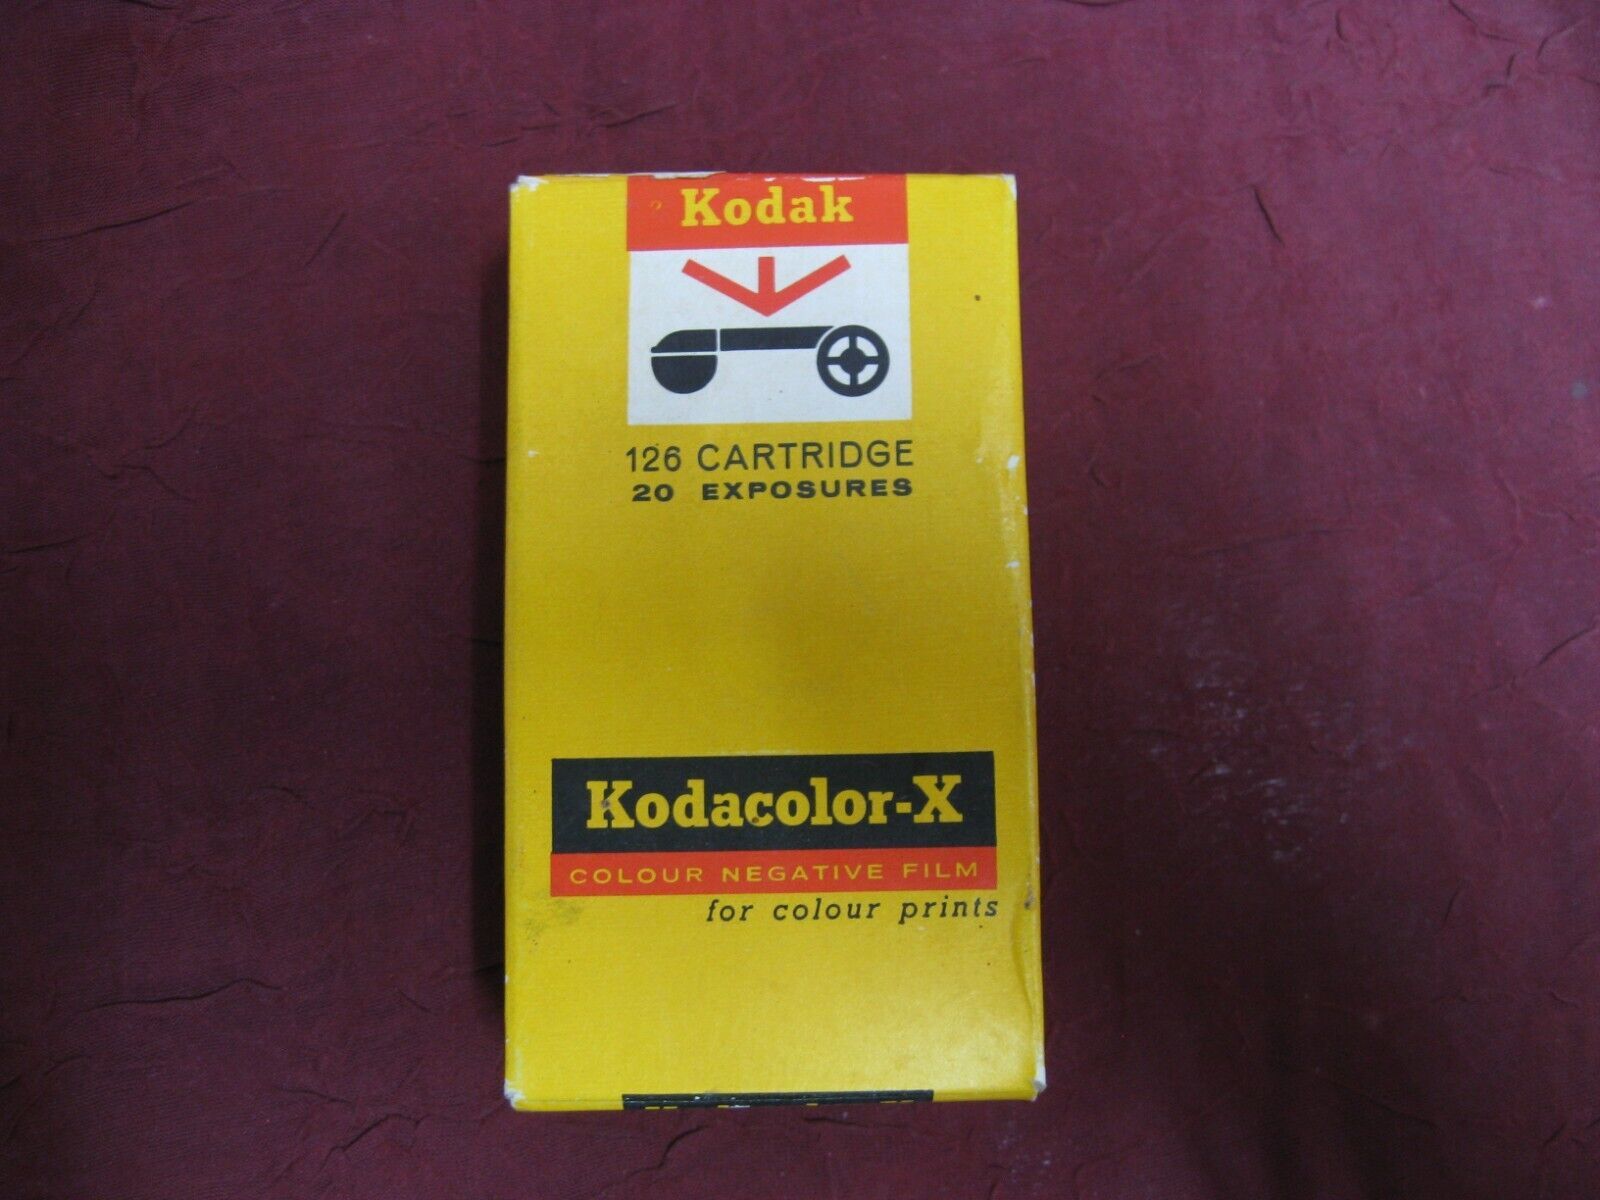 Kodak
126 CARTRIDGE
20 EXPOSURES
Kodacolor-X
COLOUR NEGATIVE FILM
for colour prints